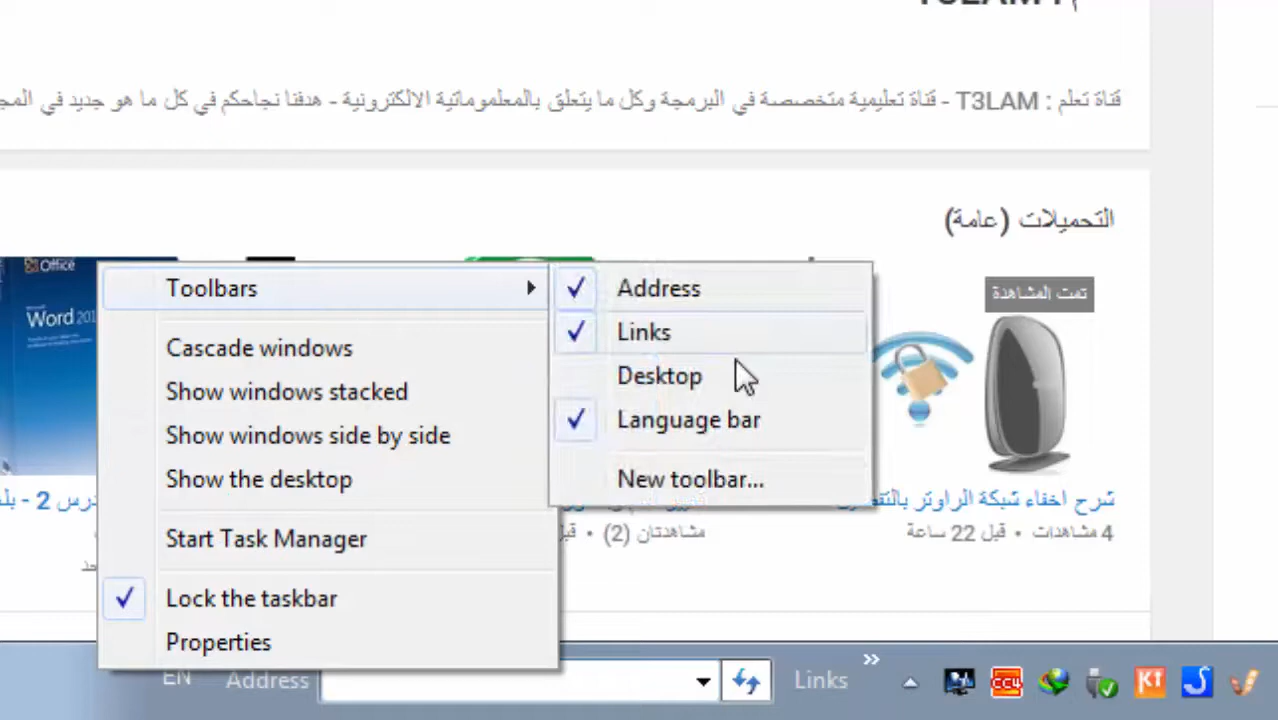 قناة تعلم : T3LAM - قناة تعليمية متخصصة في البرمجة وكل ما يتعلق بالمعلوماتية الالكترونية - هدفنا نجاحكم في كل ما هو جديد في
التحميلات (عامة)
Office
Word
تمت المشاهدة
Toolbars
Cascade windows
Show windows stacked
Show windows side by side
Show the desktop
Start Task Manager
Lock the taskbar
Properties
Address
Links
Desktop
Language bar
New toolbar...
شرح اخفاء شبكة الراوتر
4 مشاهدات • قبل 22 ساعة
مشاهدتان (2) •
درس 2 -
EN
Address
Links
CC4